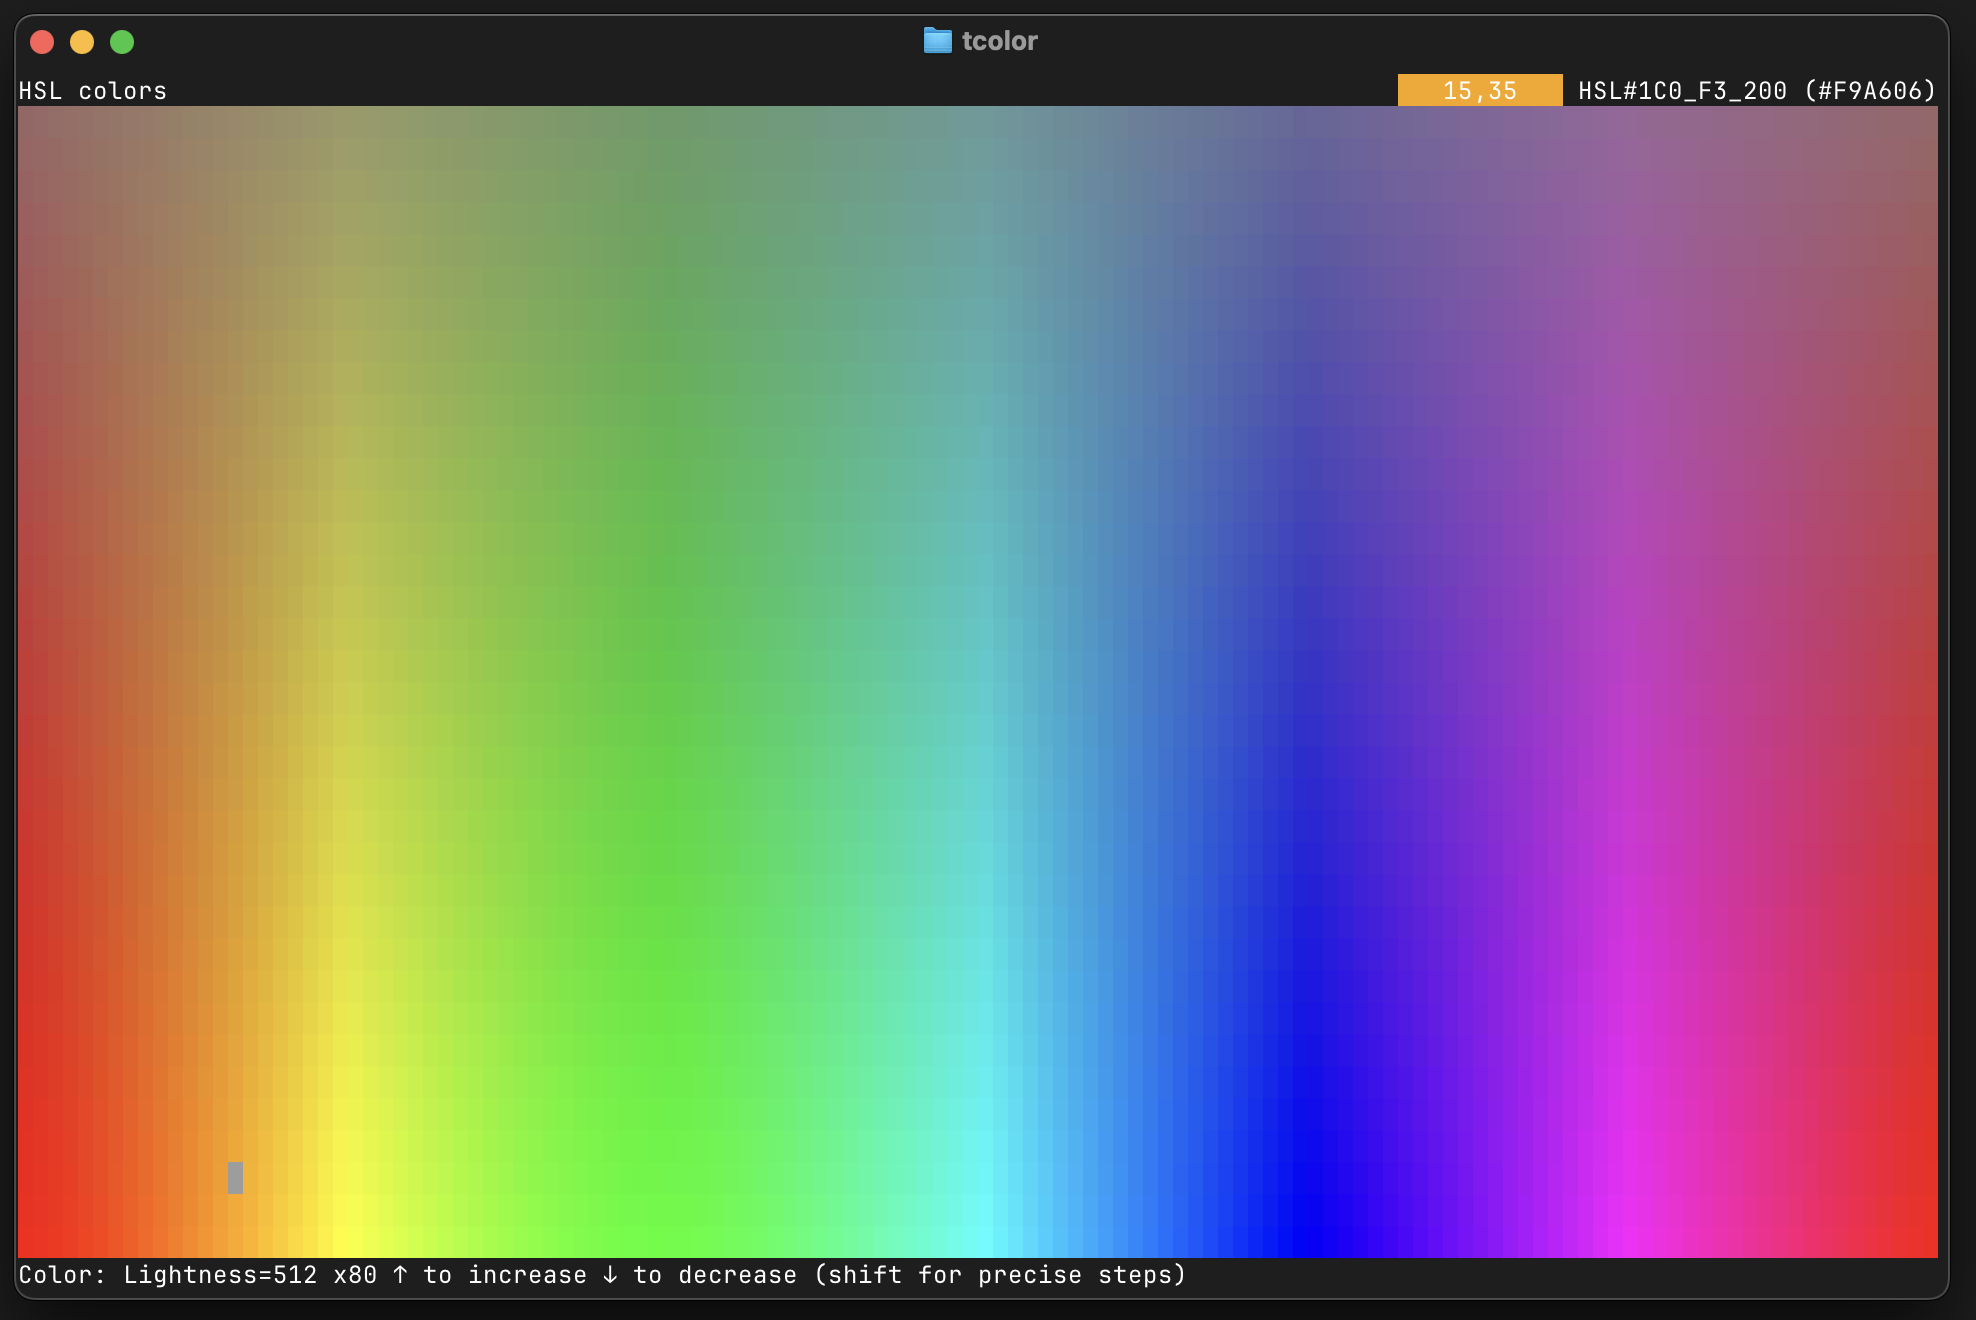 tcolor
HSL colors 15,35 HSL#1C0_F3_200 (#F9A606)
Color: Lightness=512 x80 ↑ to increase ↓ to decrease (shift for precise steps)